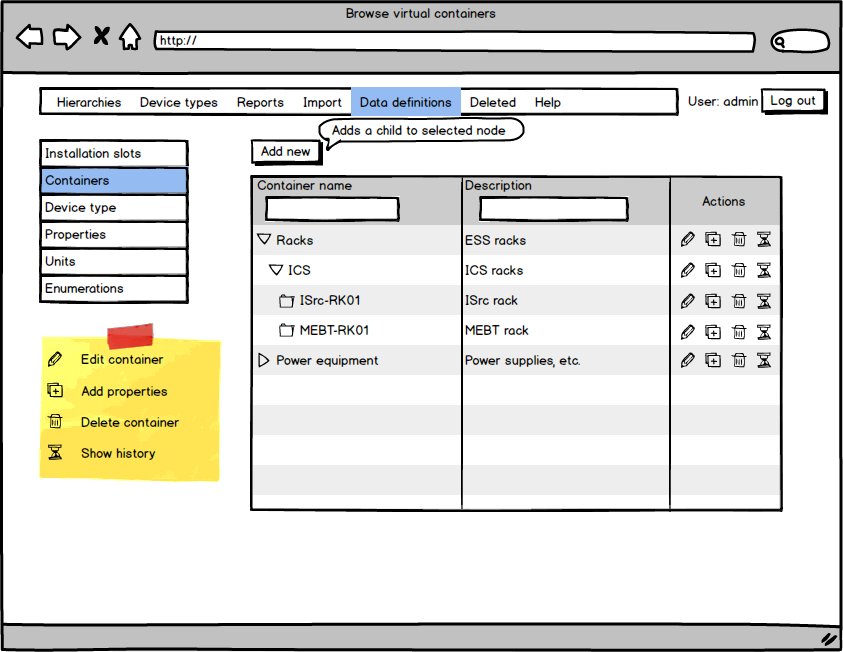 Browse virtual containers
http://
Hierarchies Device types Reports Import Data definitions Deleted Help
User: admin
Log out
Adds a child to selected node
Add new
Installation slots
Containers
Device type
Properties
Units
Enumerations
Edit container
Add properties
Delete container
Show history
Container name Description Actions
Racks ESS racks
ICS ICS racks
ISrc-RK01 ISrc rack
MEBT-RK01 MEBT rack
Power equipment Power supplies, etc.